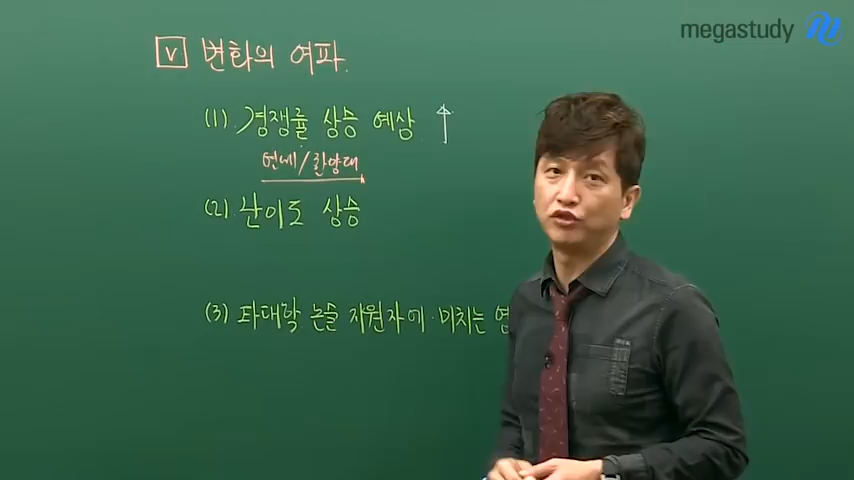 megastudy
V 변화의 여파.
(1). 경쟁률 상승 예상 ↑
연세/한양대
(2). 난이도 상승
(3) 타대학 논술 지원자에 미치는